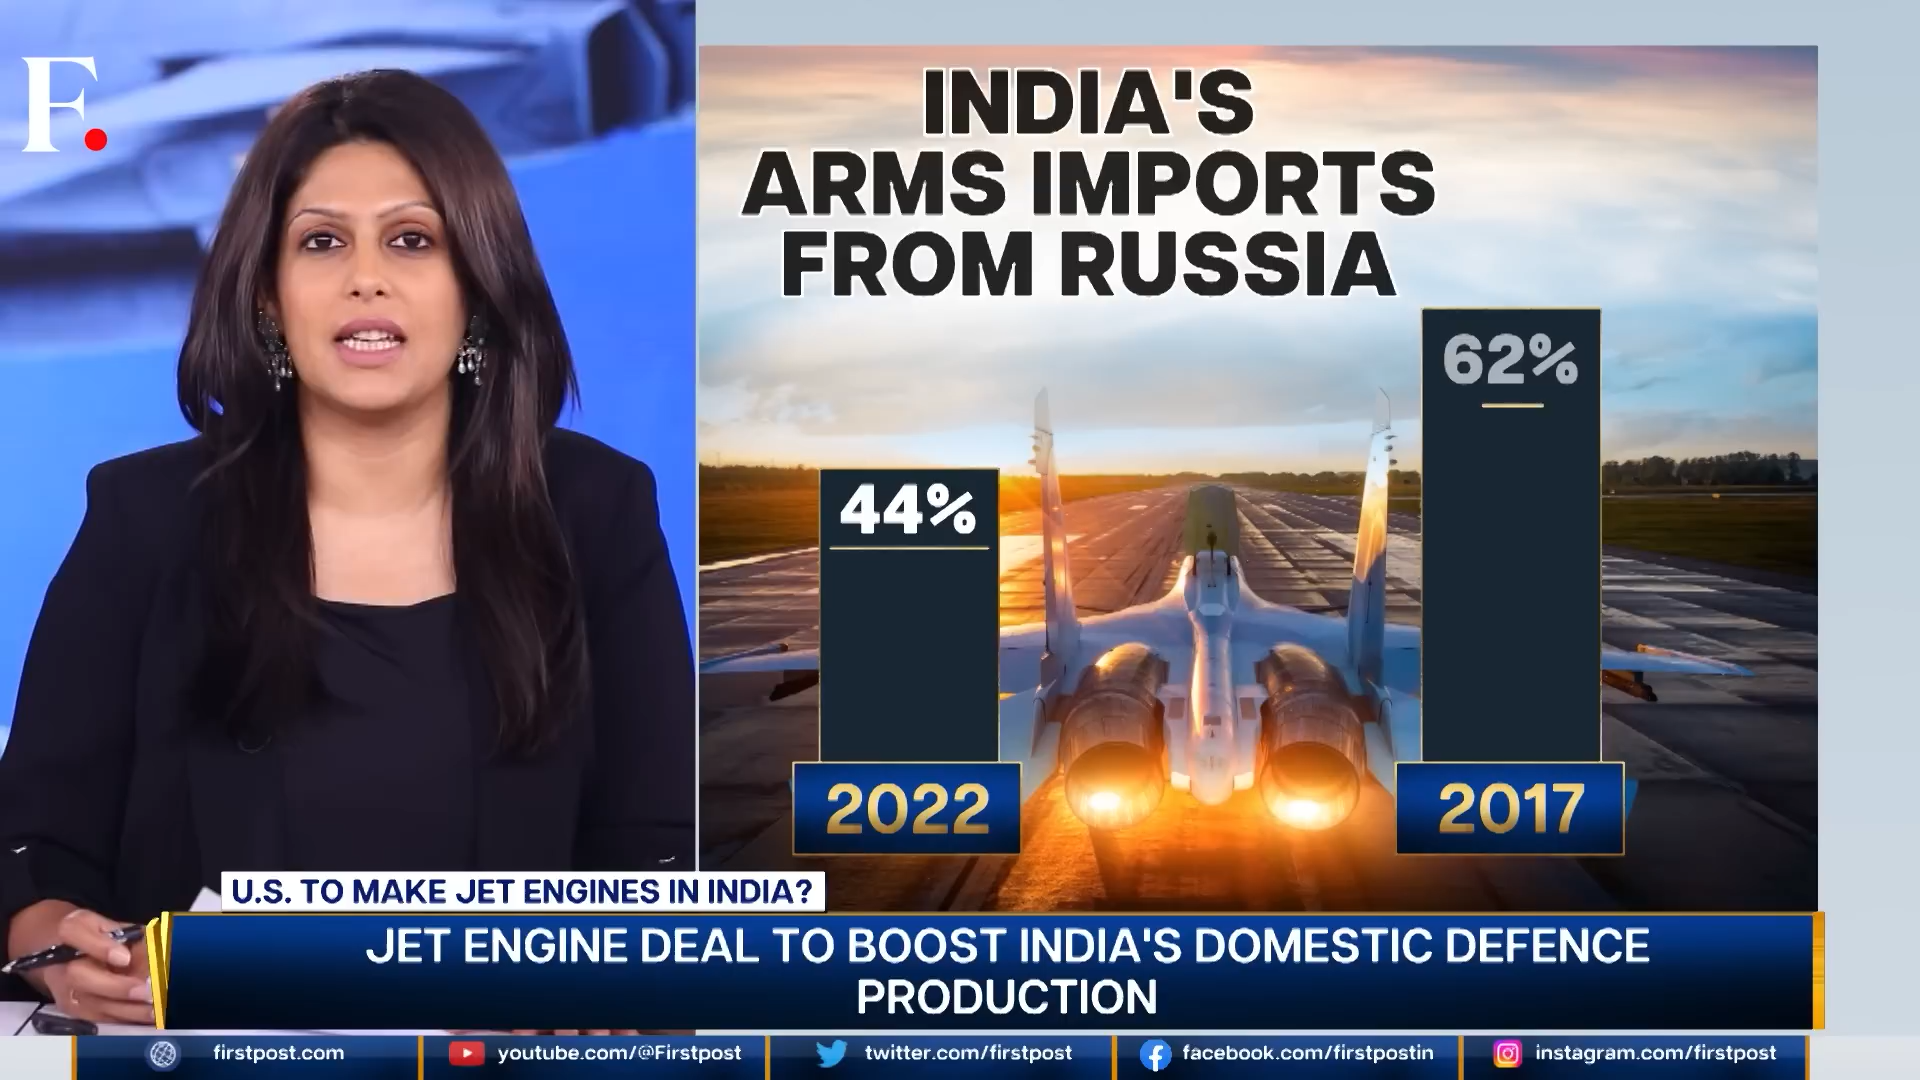 F.
INDIA'S
ARMS IMPORTS
FROM RUSSIA
62%
44%
2022
2017
U.S. TO MAKE JET ENGINES IN INDIA?
JET ENGINE DEAL TO BOOST INDIA'S DOMESTIC DEFENCE
PRODUCTION
firstpost.com
youtube.com/@Firstpost
twitter.com/firstpost
facebook.com/firstpostin
instagram.com/firstpost